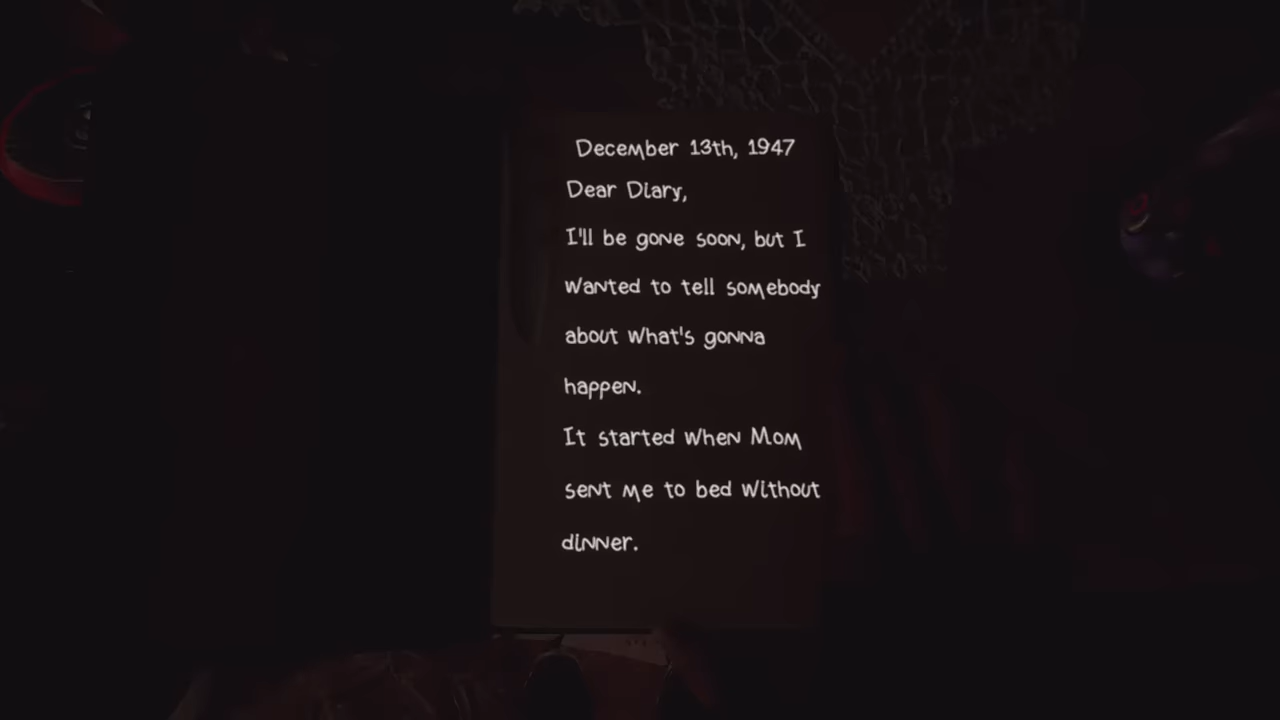 December 13th, 1947
Dear Diary,
I'll be gone soon, but I
wanted to tell somebody
about what's gonna
happen.
It started when Mom
sent me to bed without
dinner.